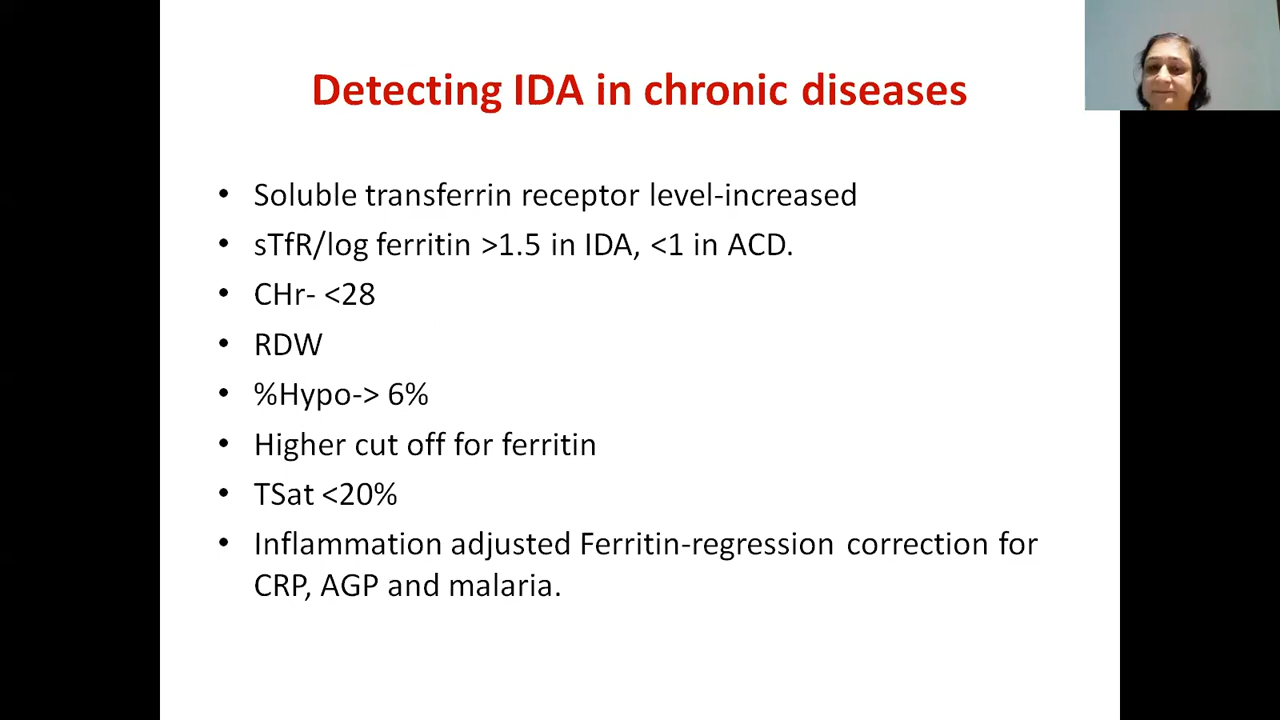 Detecting IDA in chronic diseases
• Soluble transferrin receptor level-increased
• sTfR/log ferritin >1.5 in IDA, <1 in ACD.
• CHr- <28
• RDW
• %Hypo-> 6%
• Higher cut off for ferritin
• TSat <20%
• Inflammation adjusted Ferritin-regression correction for
CRP, AGP and malaria.